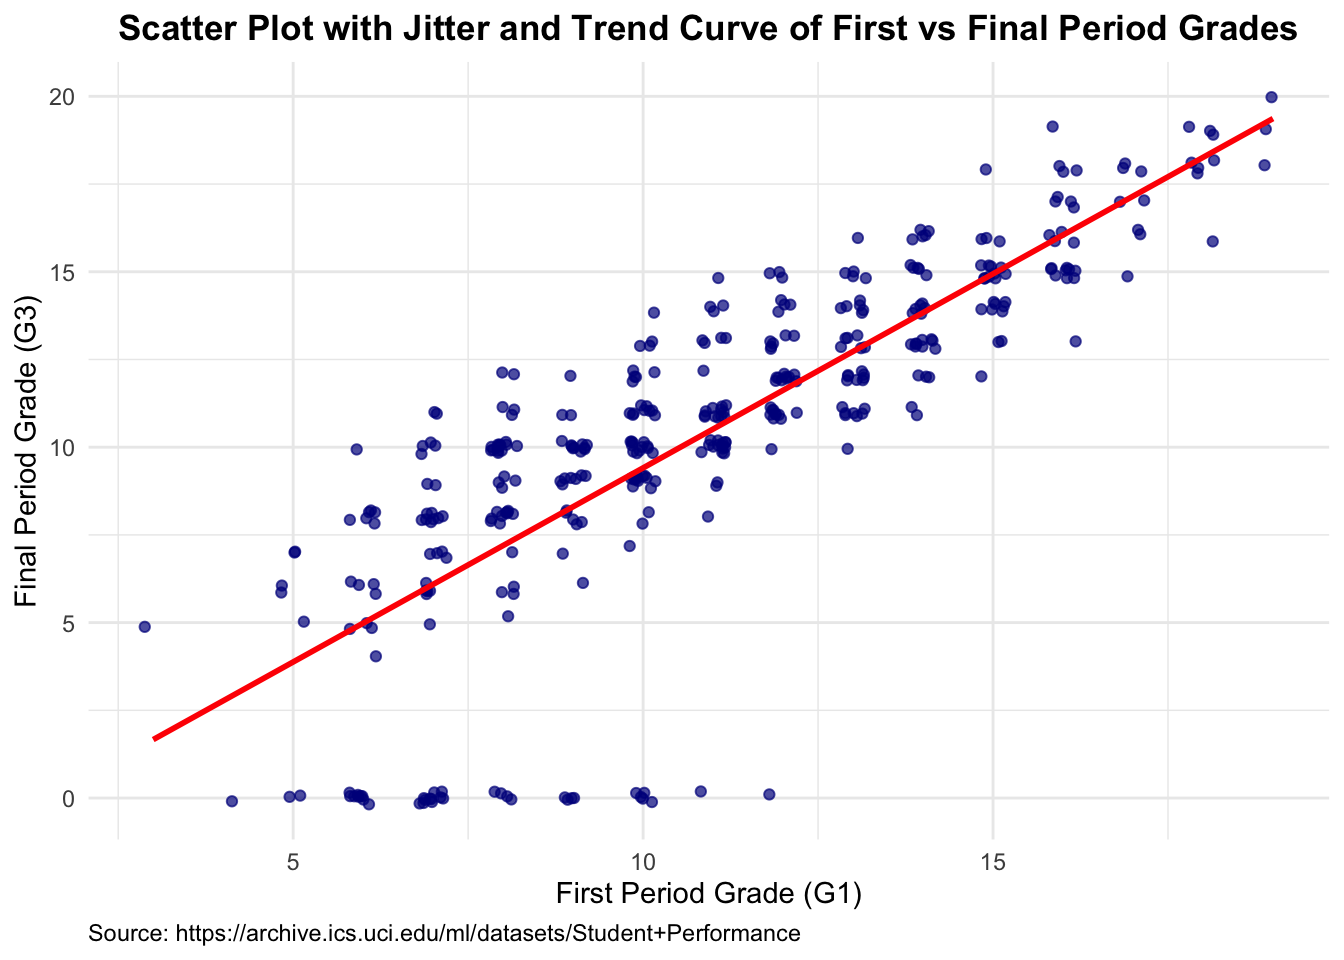 Scatter Plot with Jitter and Trend Curve of First vs Final Period Grades
20
15
10
5
0
Final Period Grade (G3)
5 10 15
First Period Grade (G1)
Source: https://archive.ics.uci.edu/ml/datasets/Student+Performance